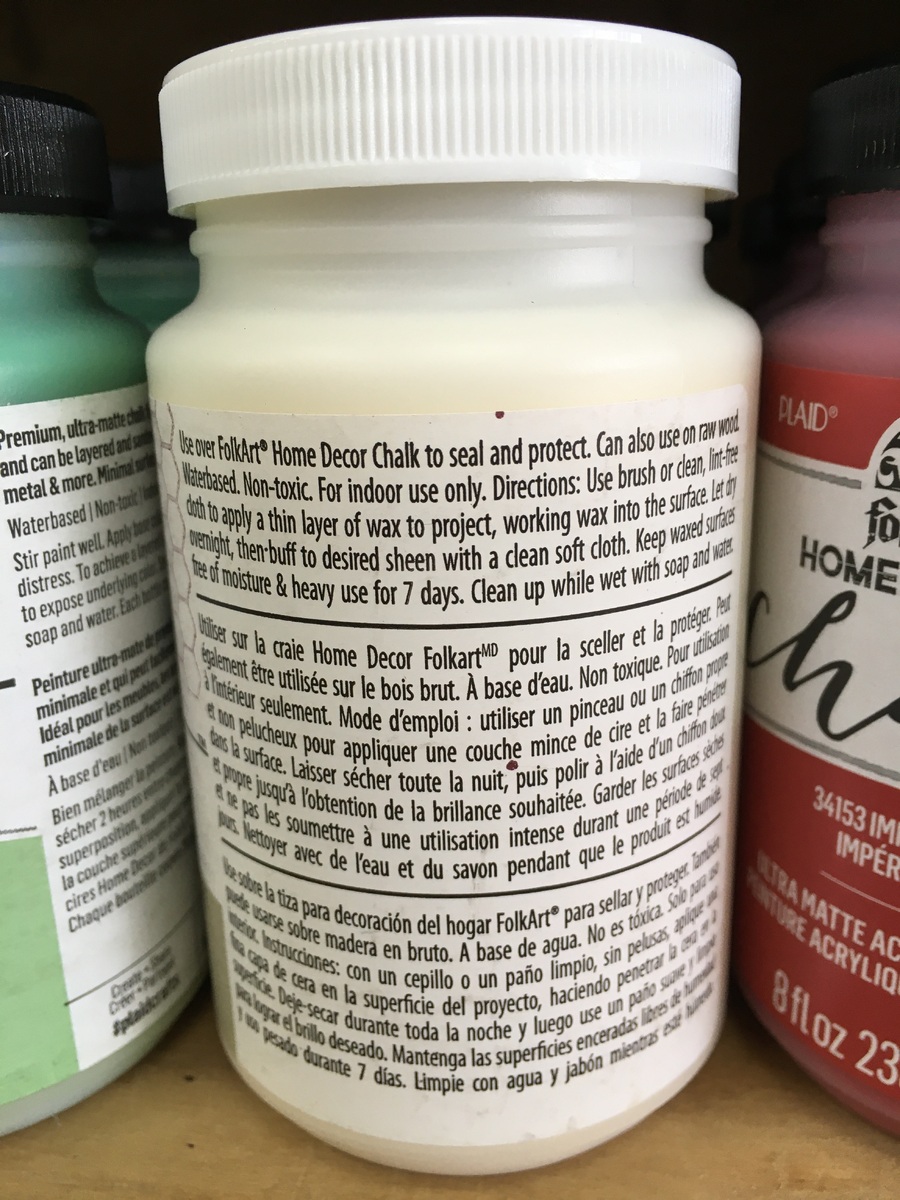 Use over FolkArt® Home Decor Chalk to seal and protect. Can also use on raw wood.
Waterbased. Non-toxic. For indoor use only. Directions: Use brush or clean, lint-free
cloth to apply a thin layer of wax to project, working wax into the surface. Let dry
overnight, then buff to desired sheen with a clean soft cloth. Keep waxed surfaces
free of moisture & heavy use for 7 days. Clean up while wet with soap and water.
Utiliser sur la craie Home Decor FolkartMD pour la sceller et la protéger. Peut
également être utilisée sur le bois brut. À base d'eau. Non toxique. Pour utilisation
à l'intérieur seulement. Mode d'emploi : utiliser un pinceau ou un chiffon propre
et non pelucheux pour appliquer une couche mince de cire et la faire pénétrer
dans la surface. Laisser sécher toute la nuit, puis polir à l'aide d'un chiffon doux
et propre jusqu'à l'obtention de la brillance souhaitée. Garder les surfaces sèches
et ne pas les soumettre à une utilisation intense durant une période de sept
jours. Nettoyer avec de l'eau et du savon pendant que le produit est humide.
Use sobre la tiza para decoración del hogar FolkArt® para sellar y proteger. También
puede usarse sobre madera en bruto. A base de agua. No es tóxica. Solo para uso
interior. Instrucciones: con un cepillo o un paño limpio, sin pelusas, aplique una
fina capa de cera en la superficie del proyecto, haciendo penetrar la cera en la
superficie. Deje-secar durante toda la noche y luego use un paño suave y limpio
para lograr el brillo deseado. Mantenga las superficies enceradas libres de humedad
y uso pesado durante 7 días. Limpie con agua y jabón mientras esté húmedo.
Premium, ultra-matte
and can be layered and
metal & more. Minimal
Waterbased | Non-toxic |
Stir paint well. Apply
distress. To achieve a
to expose underlying
soap and water. Each
Peinture ultra-mate
minimale et qui peut
Idéal pour les meubles,
minimale de la surface
À base d'eau | Non
Bien mélanger la
sécher 2 heures
superposition,
la couche
cires Home Decor
Chaque bouteille
Create • Share
Créer • Partager
#plaidcrafts
PLAID®
HOME
34153
ULTRA MATTE
PEINTURE
8 fl oz